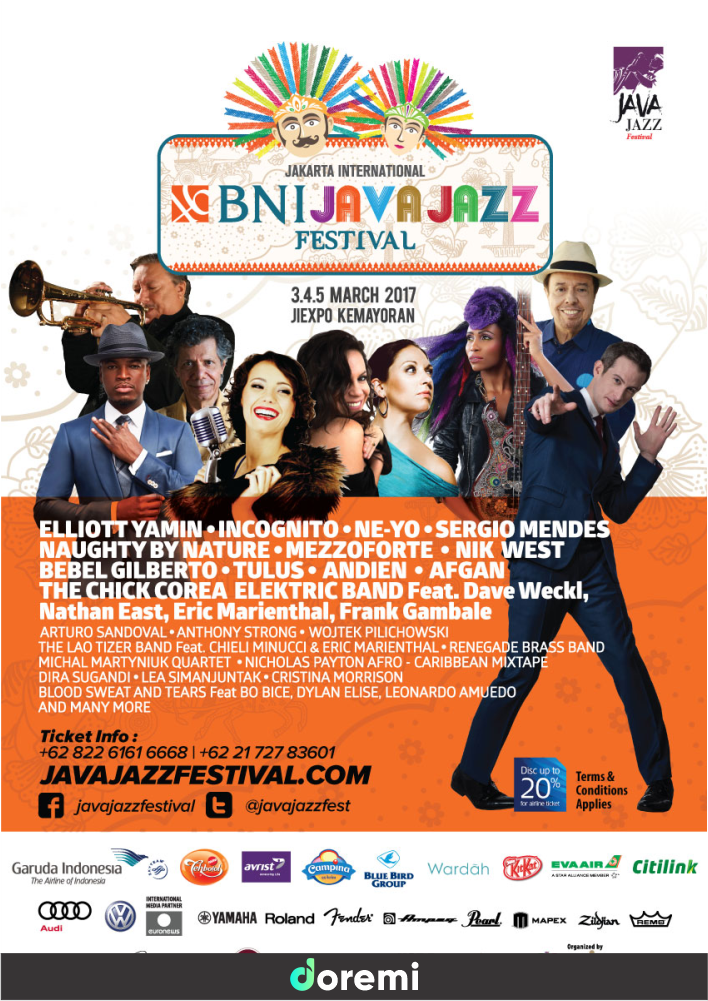 JAVA
JAZZ
Festival
JAKARTA INTERNATIONAL
BNI JAVA JAZZ
FESTIVAL
3.4.5 MARCH 2017
JIEXPO KEMAYORAN
ELLIOTT YAMIN • INCOGNITO • NE-YO • SERGIO MENDES
NAUGHTY BY NATURE • MEZZOFORTE • NIK WEST
BEBEL GILBERTO • TULUS • ANDIEN • AFGAN
THE CHICK COREA ELEKTRIC BAND Feat. Dave Weckl,
Nathan East, Eric Marienthal, Frank Gambale
ARTURO SANDOVAL • ANTHONY STRONG • WOJTEK PILICHOWSKI
THE LAO TIZER BAND Feat. CHIELI MINUCCI & ERIC MARIENTHAL • RENEGADE BRASS BAND
MICHAL MARTYNIUK QUARTET • NICHOLAS PAYTON AFRO - CARIBBEAN MIXTAPE
DIRA SUGANDI • LEA SIMANJUNTAK • CRISTINA MORRISON
BLOOD SWEAT AND TEARS Feat BO BICE, DYLAN ELISE, LEONARDO AMUEDO
AND MANY MORE
Ticket Info :
+62 822 6161 6668 | +62 21 727 83601
JAVAJAZZFESTIVAL.COM
javajazzfestival @javajazzfest
Disc up to
20%
for airline ticket
Terms &
Conditions
Applies
Garuda Indonesia
The Airline of Indonesia
Tehbotol
avrist
Campina
BLUE BIRD
GROUP
Wardah
KitKat
EVA AIR
A STAR ALLIANCE MEMBER
Citilink
Audi
INTERNATIONAL
MEDIA PARTNER
euronews
YAMAHA
Roland
Fender
Ampeg
Pearl
MAPEX
Zildjian
REMO
Organized by
doremi